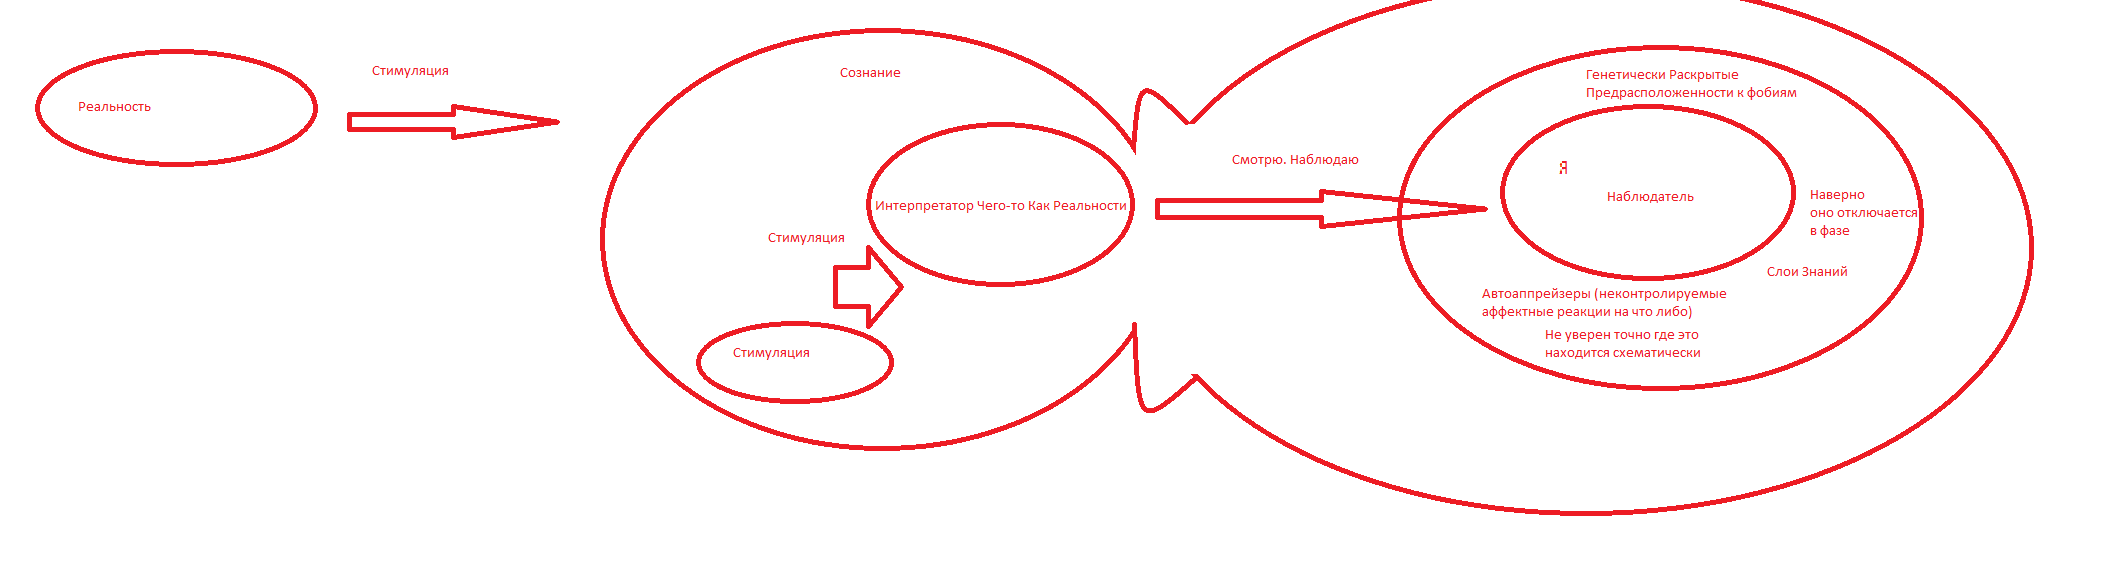 Реальность
Стимуляция
Сознание
Интерпретатор Чего-то Как Реальности
Стимуляция
Стимуляция
Смотрю. Наблюдаю
Генетически Раскрытые
Предрасположенности к фобиям
Я
Наблюдатель
Наверно
оно отключается
в фазе
Слои Знаний
Автоаппрейзеры (неконтролируемые
аффектные реакции на что либо)
Не уверен точно где это
находится схематически